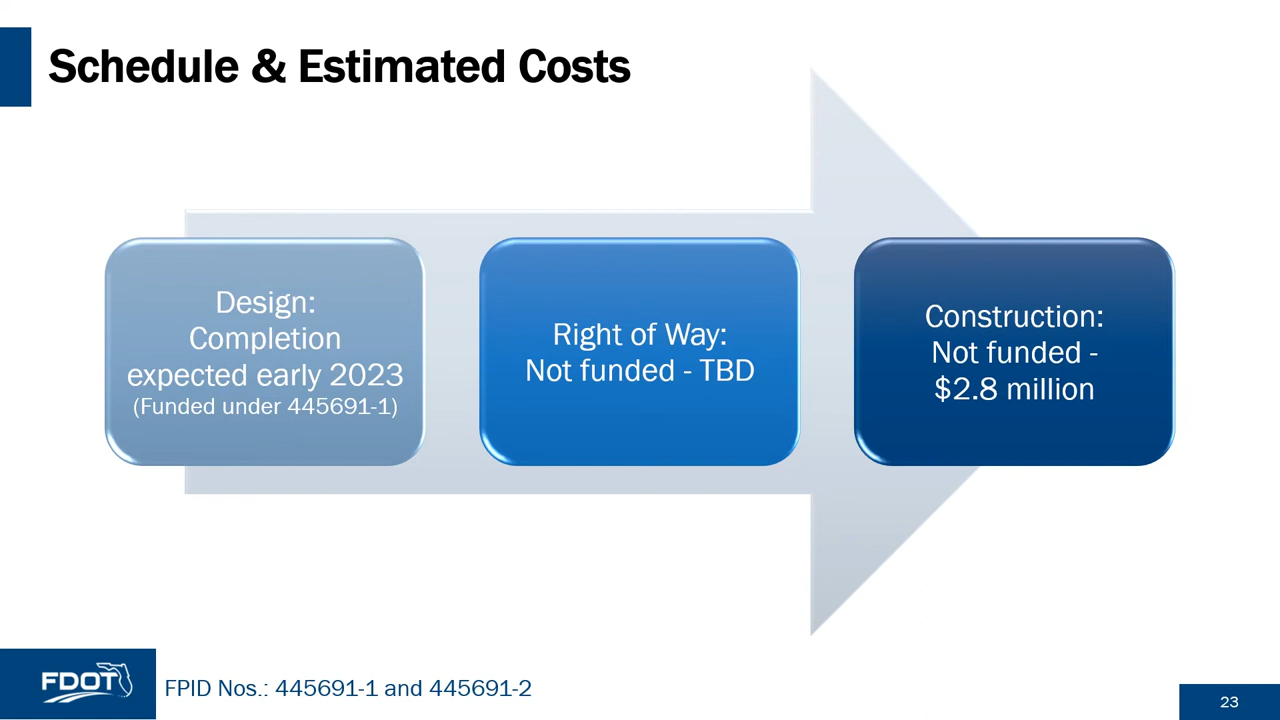 Schedule & Estimated Costs
Design:
Completion
expected early 2023
(Funded under 445691-1)
Right of Way:
Not funded - TBD
Construction:
Not funded -
$2.8 million
FDOT
FPID Nos.: 445691-1 and 445691-2
23